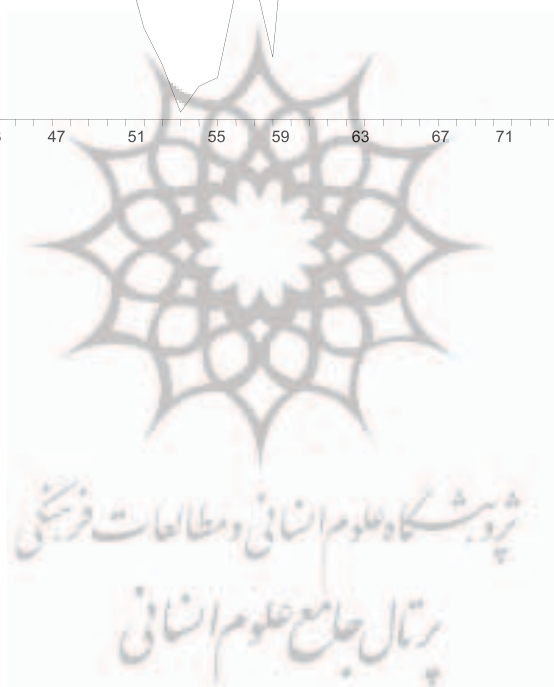 47 51 55 59 63 67 71
پژوهشگاه علوم انسانی و مطالعات فرهنگی
پرتال جامع علوم انسانی